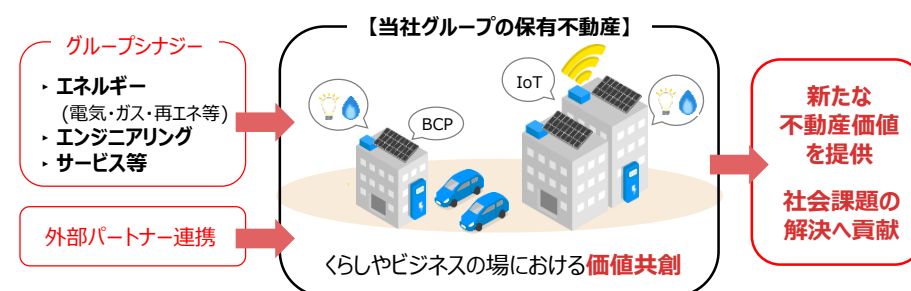 グループシナジー
‣ エネルギー
(電気・ガス・再エネ等)
‣ エンジニアリング
‣ サービス等
外部パートナー連携
【当社グループの保有不動産】
IoT
BCP
くらしやビジネスの場における価値共創
新たな
不動産価値
を提供
社会課題の
解決へ貢献